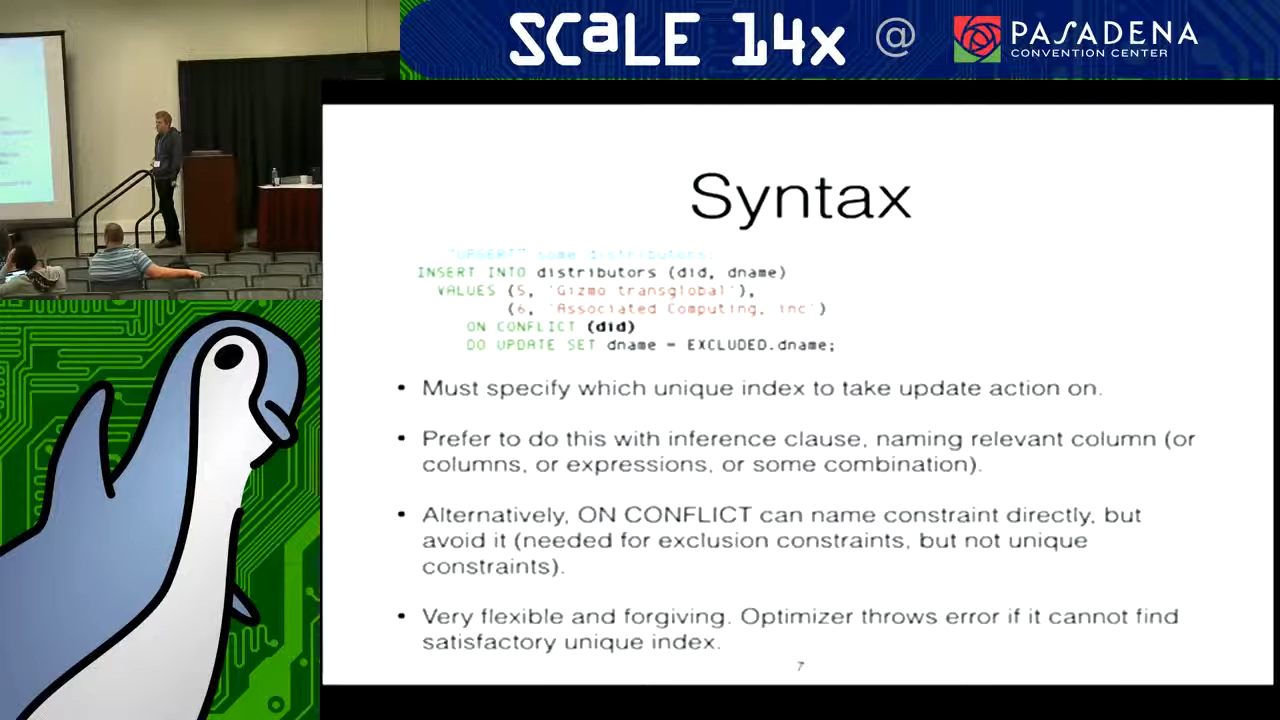 SCaLE 14x @ PASADENA
CONVENTION CENTER
Syntax
"UPSERT" some distributors:
INSERT INTO distributors (did, dname)
VALUES (5, 'Gizmo transglobal'),
(6, 'Associated Computing, inc')
ON CONFLICT (did)
DO UPDATE SET dname = EXCLUDED.dname;
• Must specify which unique index to take update action on.
• Prefer to do this with inference clause, naming relevant column (or
columns, or expressions, or some combination).
• Alternatively, ON CONFLICT can name constraint directly, but
avoid it (needed for exclusion constraints, but not unique
constraints).
• Very flexible and forgiving. Optimizer throws error if it cannot find
satisfactory unique index.
7